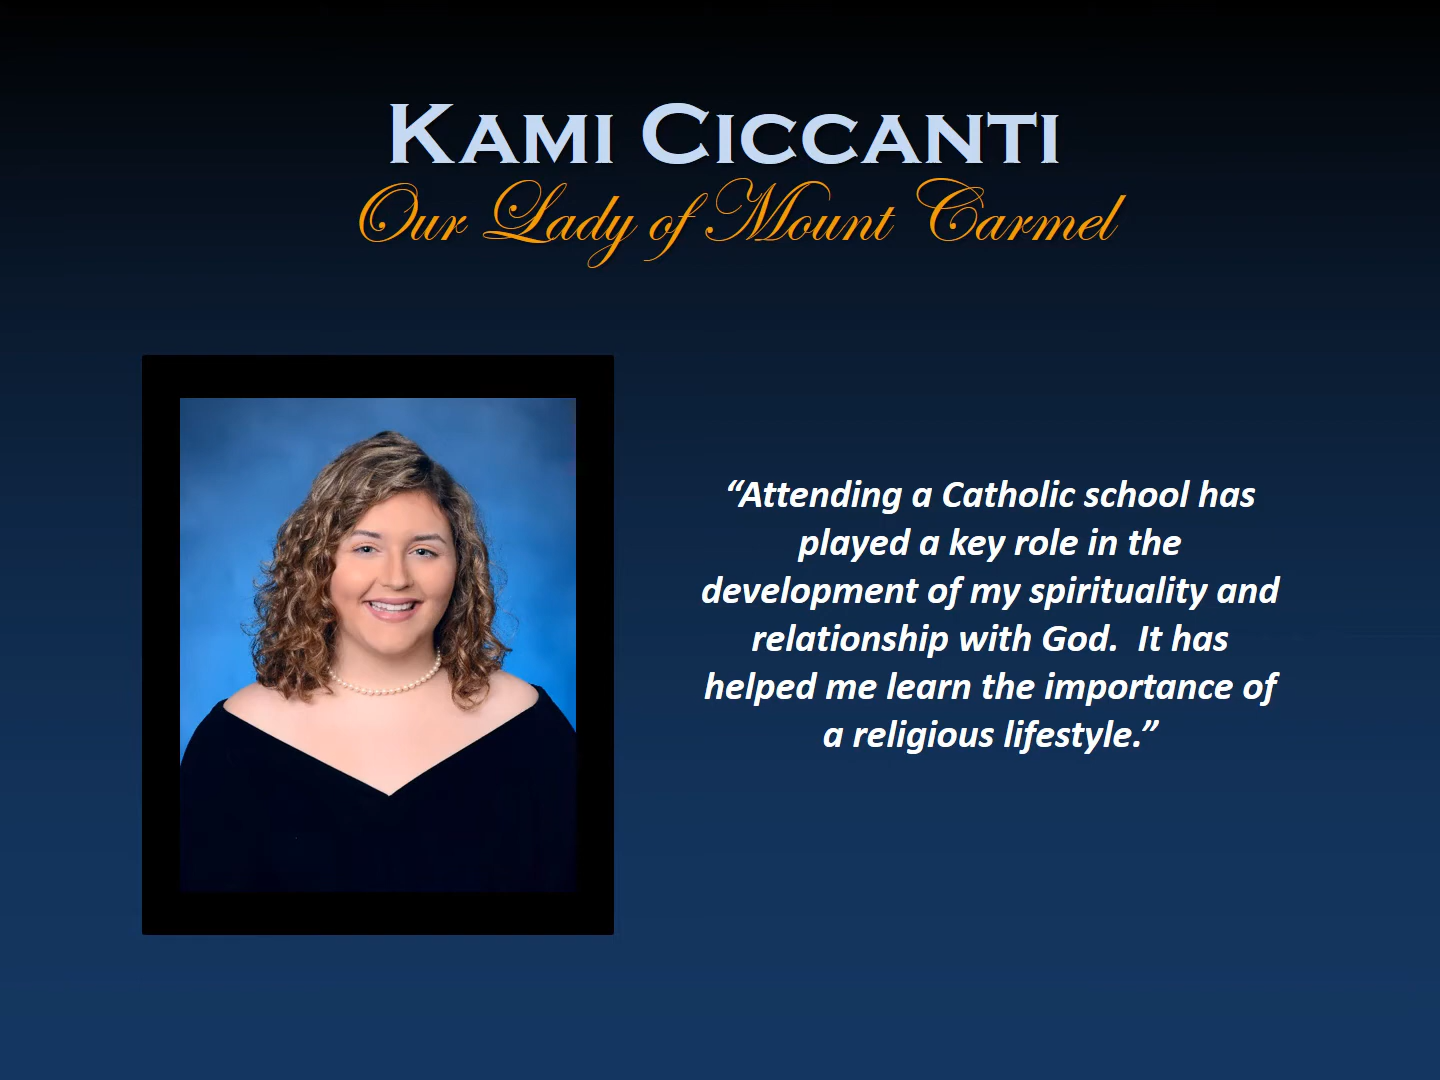 KAMI CICCANTI
Our Lady of Mount Carmel
“Attending a Catholic school has
played a key role in the
development of my spirituality and
relationship with God.  It has
helped me learn the importance of
a religious lifestyle.”